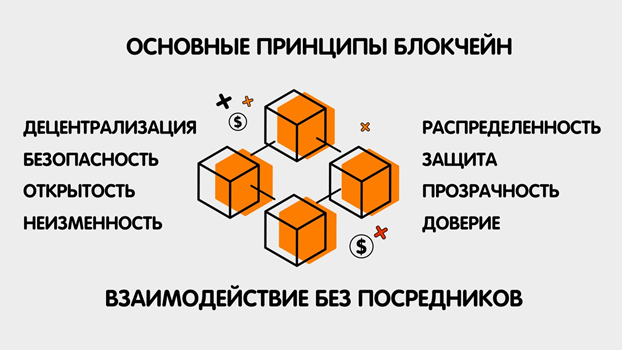 ОСНОВНЫЕ ПРИНЦИПЫ БЛОКЧЕЙН
ДЕЦЕНТРАЛИЗАЦИЯ
БЕЗОПАСНОСТЬ
ОТКРЫТОСТЬ
НЕИЗМЕННОСТЬ
$
$
РАСПРЕДЕЛЕННОСТЬ
ЗАЩИТА
ПРОЗРАЧНОСТЬ
ДОВЕРИЕ
ВЗАИМОДЕЙСТВИЕ БЕЗ ПОСРЕДНИКОВ